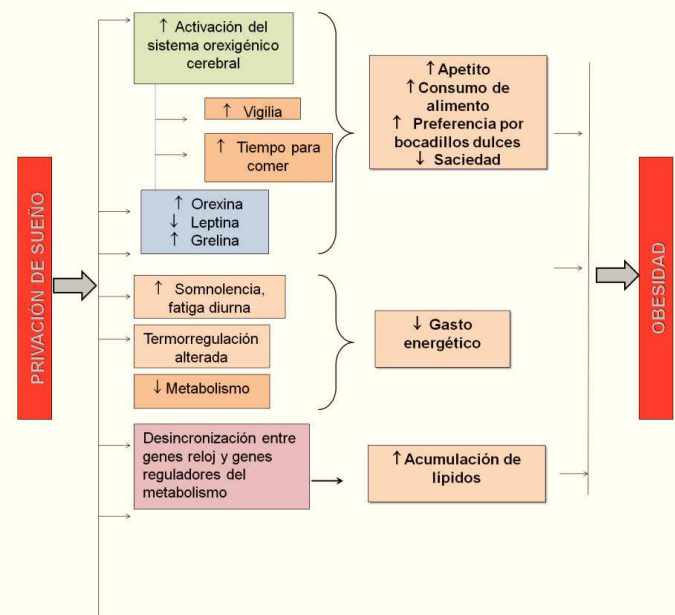 PRIVACIÓN DE SUEÑO
↑ Activación del
sistema orexigénico
cerebral
↑ Vigilia
↑ Tiempo para
comer
↑ Orexina
↓ Leptina
↑ Grelina
↑ Somnolencia,
fatiga diurna
Termorregulación
alterada
↓ Metabolismo
Desincronización entre
genes reloj y genes
reguladores del
metabolismo
↑ Apetito
↑ Consumo de
alimento
↑ Preferencia por
bocadillos dulces
↓ Saciedad
↓ Gasto
energético
↑ Acumulación de
lípidos
OBESIDAD